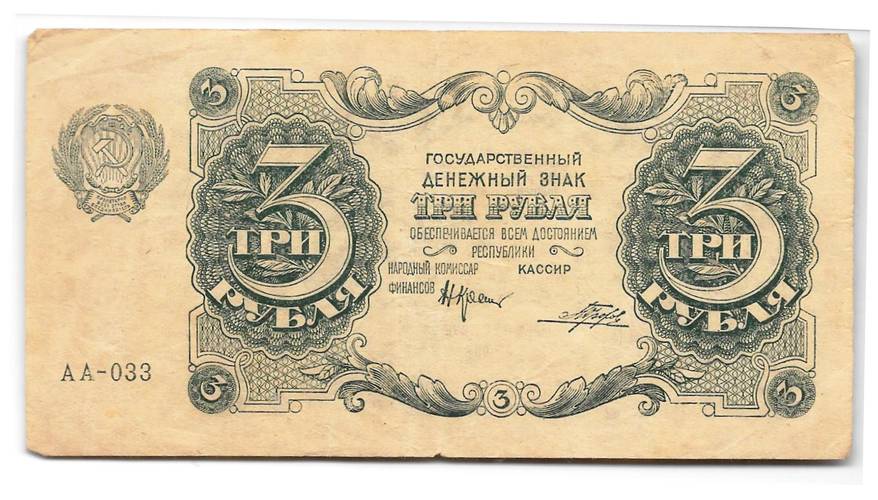 3
3
3 ТРИ РУБЛЯ
ГОСУДАРСТВЕННЫЙ
ДЕНЕЖНЫЙ ЗНАК
ТРИ РУБЛЯ
ОБЕСПЕЧИВАЕТСЯ ВСЕМ ДОСТОЯНИЕМ
РЕСПУБЛИКИ
НАРОДНЫЙ КОМИССАР
ФИНАНСОВ
КАССИР
3 ТРИ РУБЛЯ
АА-033
3
3
3